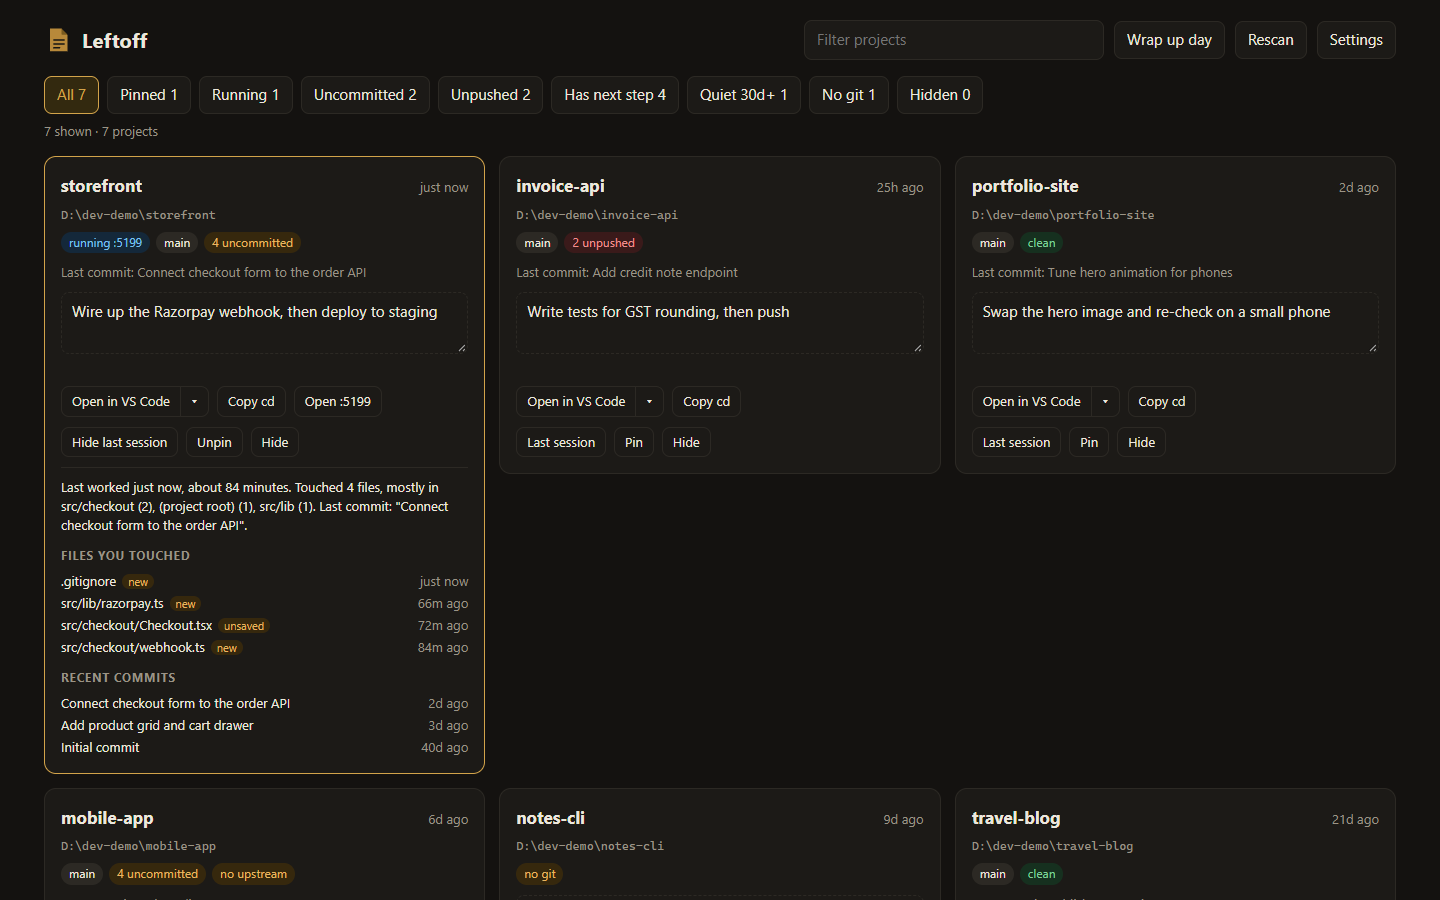 Leftoff
Filter projects
Wrap up day
Rescan
Settings
All 7
Pinned 1
Running 1
Uncommitted 2
Unpushed 2
Has next step 4
Quiet 30d+ 1
No git 1
Hidden 0
7 shown · 7 projects
storefront
just now
D:\dev-demo\storefront
running :5199
main
4 uncommitted
Last commit: Connect checkout form to the order API
Wire up the Razorpay webhook, then deploy to staging
Open in VS Code
Copy cd
Open :5199
Hide last session
Unpin
Hide
Last worked just now, about 84 minutes. Touched 4 files, mostly in
src/checkout (2), (project root) (1), src/lib (1). Last commit: "Connect
checkout form to the order API".
FILES YOU TOUCHED
.gitignore new just now
src/lib/razorpay.ts new 66m ago
src/checkout/Checkout.tsx unsaved 72m ago
src/checkout/webhook.ts new 84m ago
RECENT COMMITS
Connect checkout form to the order API 2d ago
Add product grid and cart drawer 3d ago
Initial commit 40d ago
invoice-api
25h ago
D:\dev-demo\invoice-api
main
2 unpushed
Last commit: Add credit note endpoint
Write tests for GST rounding, then push
Open in VS Code
Copy cd
Last session
Pin
Hide
portfolio-site
2d ago
D:\dev-demo\portfolio-site
main
clean
Last commit: Tune hero animation for phones
Swap the hero image and re-check on a small phone
Open in VS Code
Copy cd
Last session
Pin
Hide
mobile-app
6d ago
D:\dev-demo\mobile-app
main
4 uncommitted
no upstream
notes-cli
9d ago
D:\dev-demo\notes-cli
no git
travel-blog
21d ago
D:\dev-demo\travel-blog
main
clean